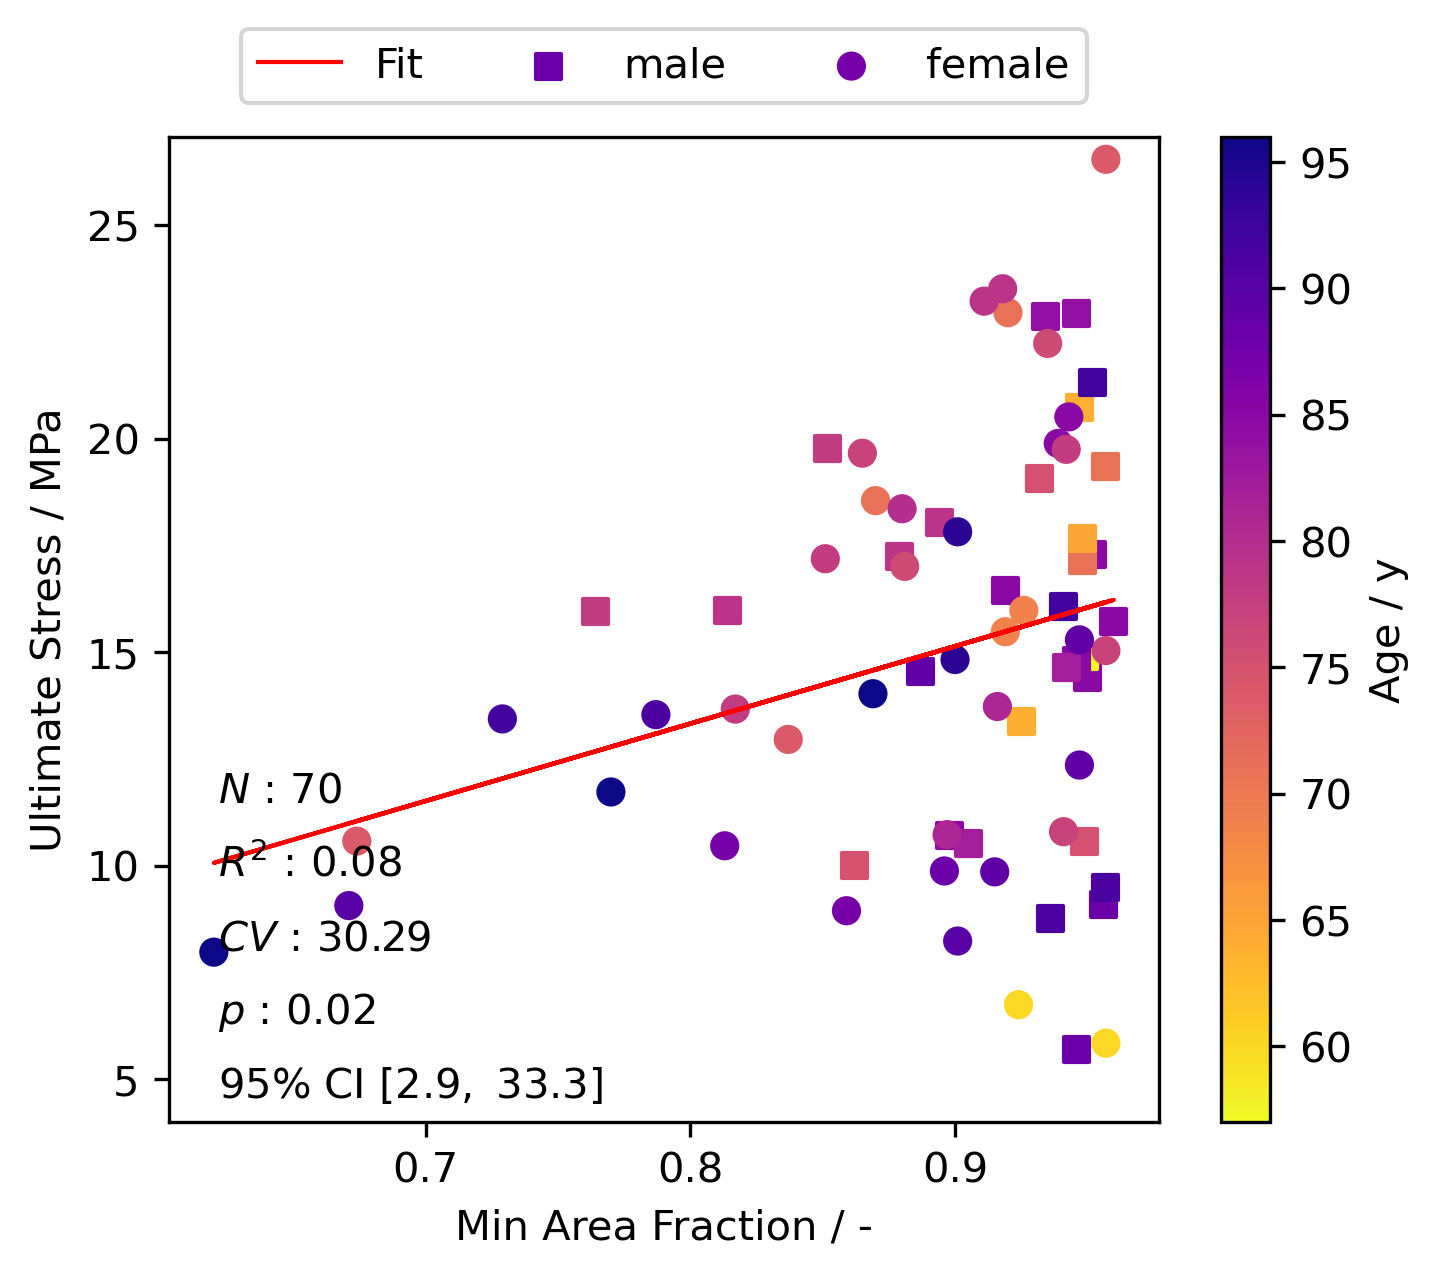 Fit male female
25
20
15
10
5
Ultimate Stress / MPa
N : 70
R² : 0.08
CV : 30.29
p : 0.02
95% CI [2.9, 33.3]
0.7 0.8 0.9
Min Area Fraction / -
95
90
85
80
75
70
65
60
Age / y